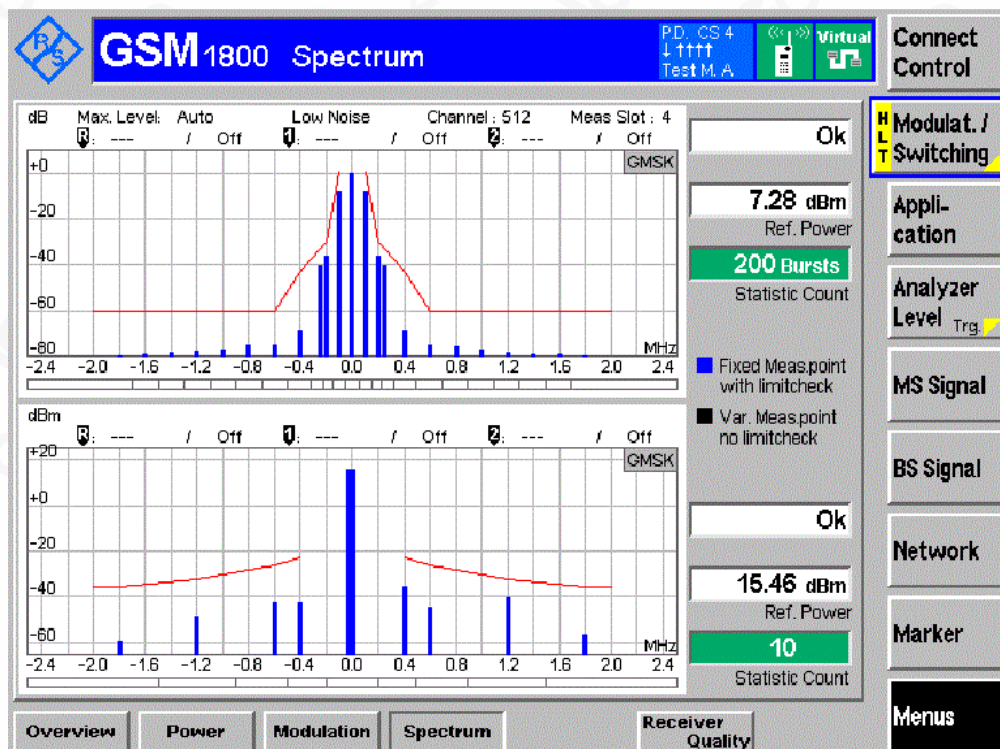 R S
GSM 1800 Spectrum
P.D. CS 4
↓ ↑↑↑↑
Test M. A
Virtual
Connect
Control
dB Max. Level: Auto Low Noise Channel : 512 Meas Slot : 4
R : --- / Off 1 : --- / Off 2 : --- / Off
GMSK
+0
-20
-40
-60
-80
MHz
-2.4 -2.0 -1.6 -1.2 -0.8 -0.4 0.0 0.4 0.8 1.2 1.6 2.0 2.4
Ok
7.28 dBm
Ref. Power
200 Bursts
Statistic Count
Fixed Meas.point
with limitcheck
Var. Meas.point
no limitcheck
dBm
R : --- / Off 1 : --- / Off 2 : --- / Off
GMSK
+20
+0
-20
-40
-60
MHz
-2.4 -2.0 -1.6 -1.2 -0.8 -0.4 0.0 0.4 0.8 1.2 1.6 2.0 2.4
Ok
15.46 dBm
Ref. Power
10
Statistic Count
H
L
T
Modulat. /
Switching
Appli-
cation
Analyzer
Level Trg.
MS Signal
BS Signal
Network
Marker
Menus
Overview
Power
Modulation
Spectrum
Receiver
Quality